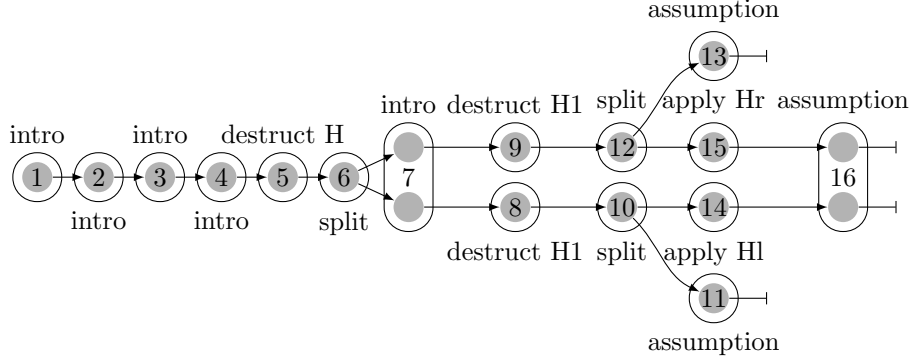 assumption
13
intro destruct H1 split apply Hr assumption
intro intro destruct H
9 12 15
1 2 3 4 5 6 7 16
8 10 14
intro intro split
destruct H1 split apply Hl
11
assumption